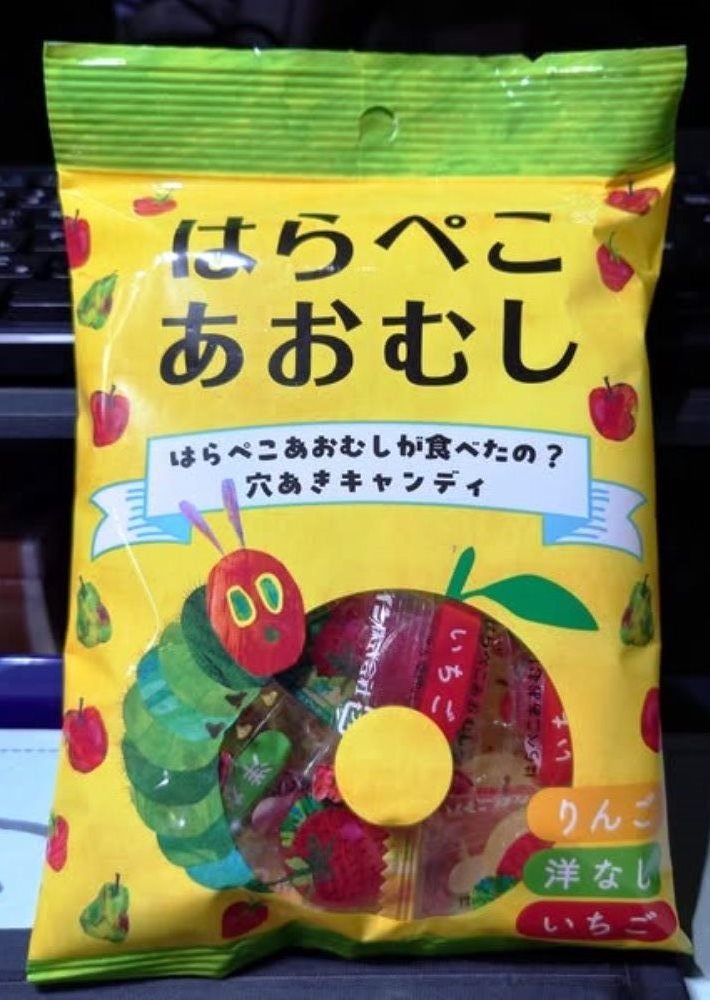 はらぺこ
あおむし
はらぺこあおむしが食べたの？
穴あきキャンディ
いちご
りんご
洋なし
いちご